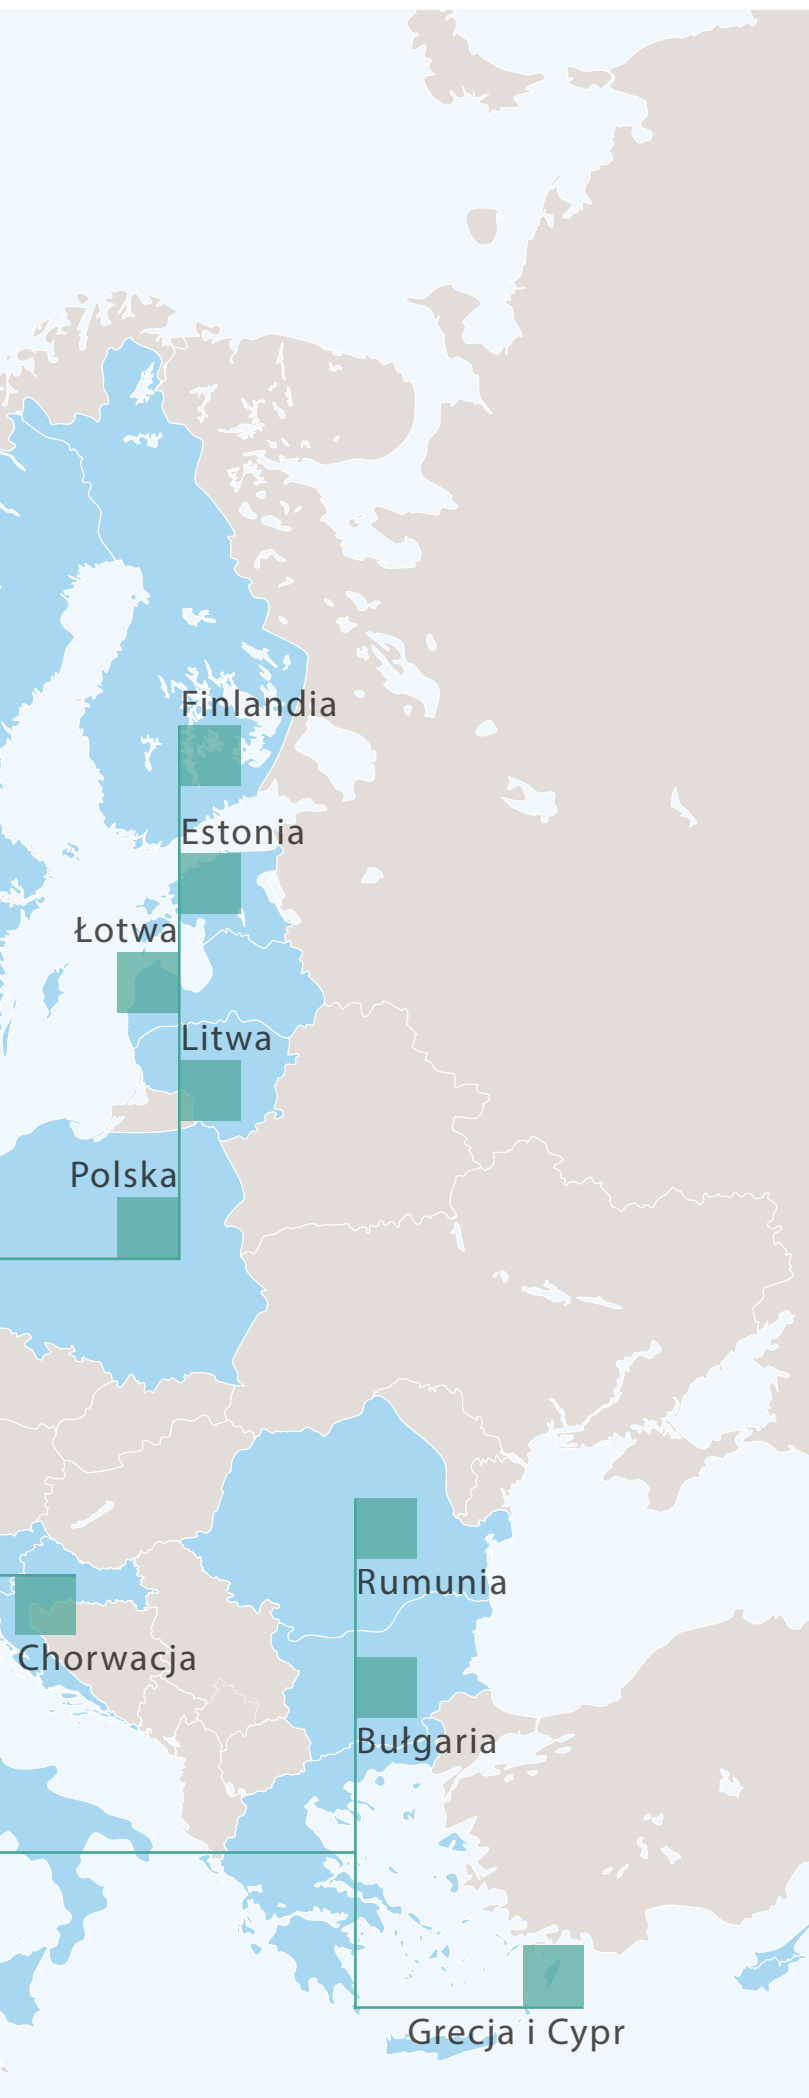 Finlandia
Estonia
Łotwa
Litwa
Polska
Rumunia
Chorwacja
Bułgaria
Grecja i Cypr